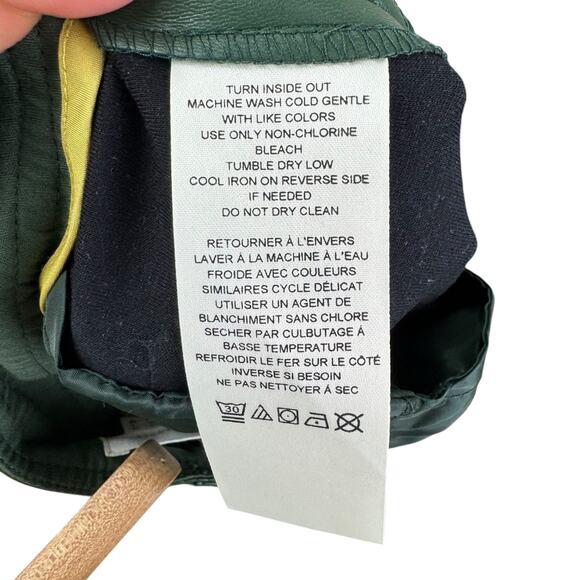 TURN INSIDE OUT
MACHINE WASH COLD GENTLE
WITH LIKE COLORS
USE ONLY NON-CHLORINE
BLEACH
TUMBLE DRY LOW
COOL IRON ON REVERSE SIDE
IF NEEDED
DO NOT DRY CLEAN
RETOURNER À L'ENVERS
LAVER À LA MACHINE À L'EAU
FROIDE AVEC COULEURS
SIMILAIRES CYCLE DÉLICAT
UTILISER UN AGENT DE
BLANCHIMENT SANS CHLORE
SECHER PAR CULBUTAGE À
BASSE TEMPERATURE
REFROIDIR LE FER SUR LE CÔTÉ
INVERSE SI BESOIN
NE PAS NETTOYER À SEC
30